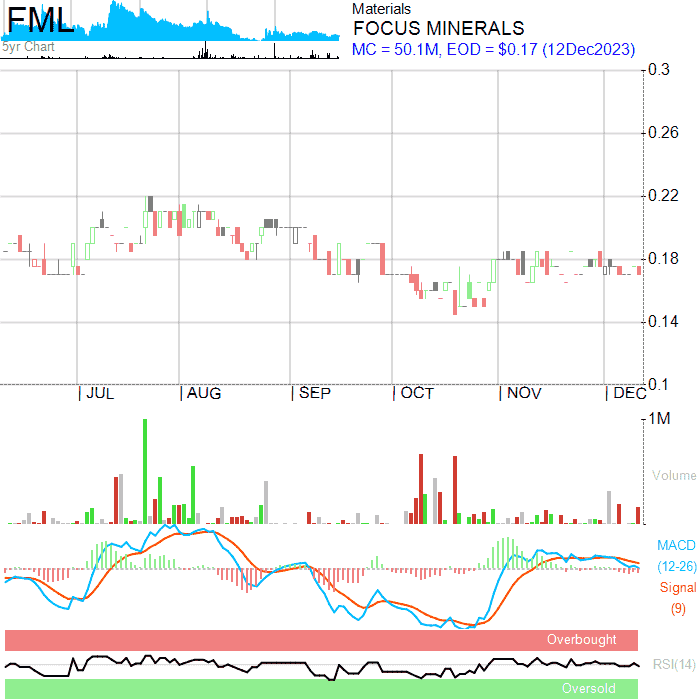 FML
5yr Chart
Materials
FOCUS MINERALS
MC = 50.1M, EOD = $0.17 (12Dec2023)
0.3
0.26
0.22
0.18
0.14
0.1
JUL AUG SEP OCT NOV DEC
1M
Volume
MACD
(12-26)
Signal
(9)
Overbought
RSI(14)
Oversold